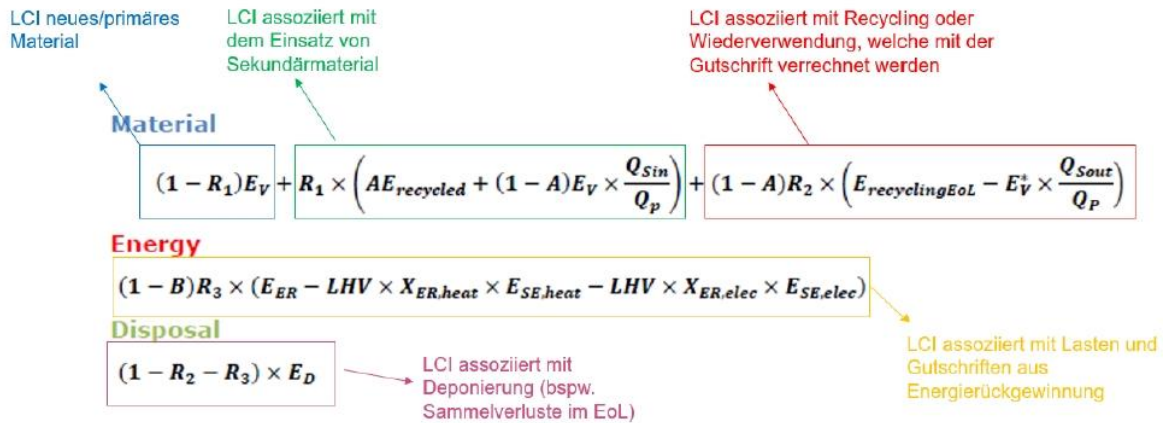 LCI neues/primäres
Material
LCI assoziiert mit
dem Einsatz von
Sekundärmaterial
LCI assoziiert mit Recycling oder
Wiederverwendung, welche mit der
Gutschrift verrechnet werden
Material
(1 − R₁)E_V + R₁ × (AE_recycled + (1 − A)E_V × Q_Sin/Q_p) + (1 − A)R₂ × (E_recyclingEoL − E*_V × Q_Sout/Q_P)
Energy
(1 − B)R₃ × (E_ER − LHV × X_ER,heat × E_SE,heat − LHV × X_ER,elec × E_SE,elec)
Disposal
(1 − R₂ − R₃) × E_D
LCI assoziiert mit
Deponierung (bspw.
Sammelverluste im EoL)
LCI assoziiert mit Lasten und
Gutschriften aus
Energierückgewinnung